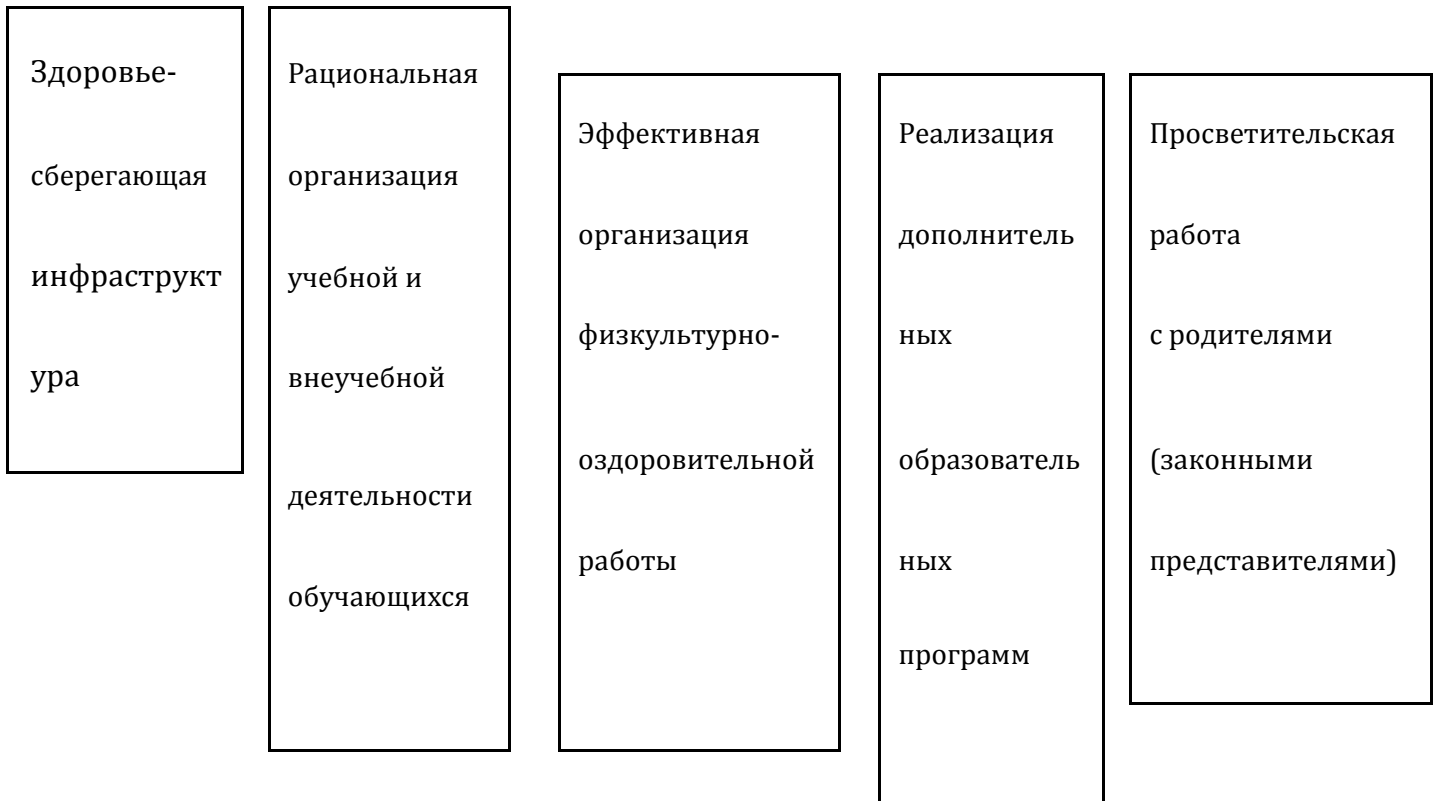 Здоровье-
сберегающая
инфраструкт
ура
Рациональная
организация
учебной и
внеучебной
деятельности
обучающихся
Эффективная
организация
физкультурно-
оздоровительной
работы
Реализация
дополнитель
ных
образователь
ных
программ
Просветительская
работа
с родителями
(законными
представителями)